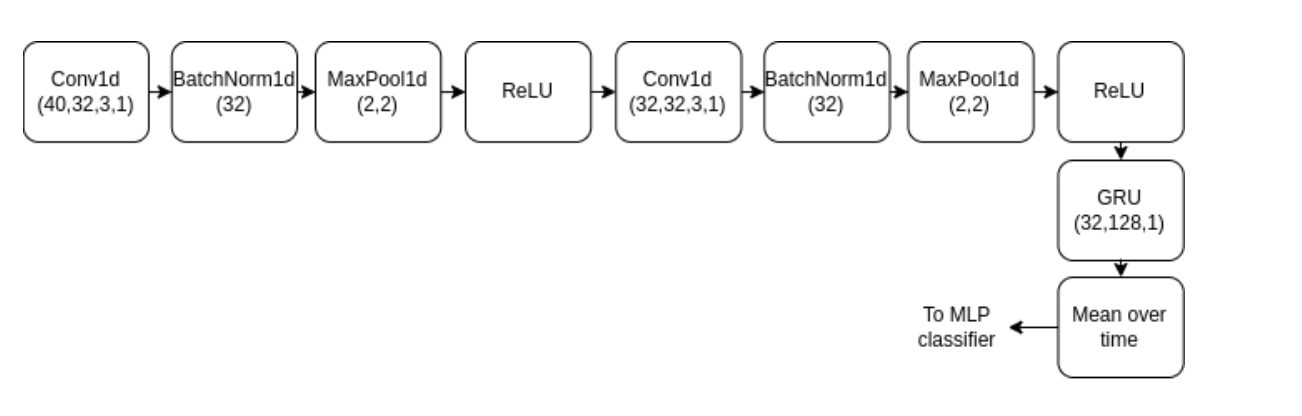 Conv1d
(40,32,3,1)
BatchNorm1d
(32)
MaxPool1d
(2,2)
ReLU
Conv1d
(32,32,3,1)
BatchNorm1d
(32)
MaxPool1d
(2,2)
ReLU
GRU
(32,128,1)
Mean over
time
To MLP
classifier